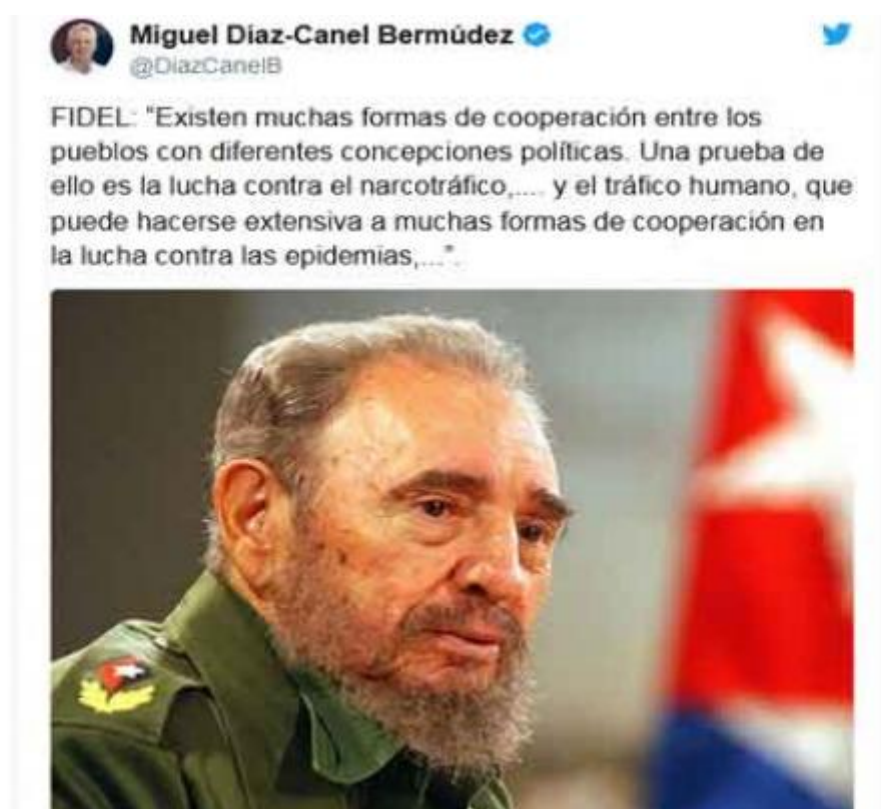 Miguel Díaz-Canel Bermúdez
@DiazCanelB
FIDEL: "Existen muchas formas de cooperación entre los
pueblos con diferentes concepciones políticas. Una prueba de
ello es la lucha contra el narcotráfico,.... y el tráfico humano, que
puede hacerse extensiva a muchas formas de cooperación en
la lucha contra las epidemias,...".